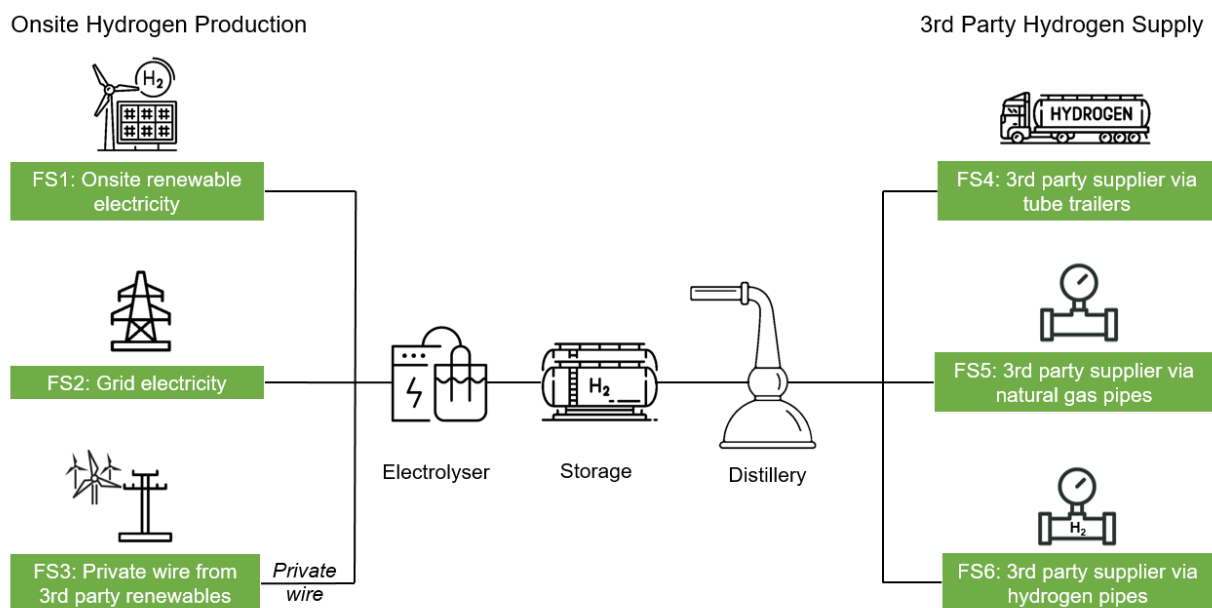 Onsite Hydrogen Production
3rd Party Hydrogen Supply
H₂
HYDROGEN
FS1: Onsite renewable
electricity
FS4: 3rd party supplier via
tube trailers
FS2: Grid electricity
H₂
FS5: 3rd party supplier via
natural gas pipes
Electrolyser
Storage
Distillery
H₂
FS3: Private wire from
3rd party renewables
Private
wire
FS6: 3rd party supplier via
hydrogen pipes